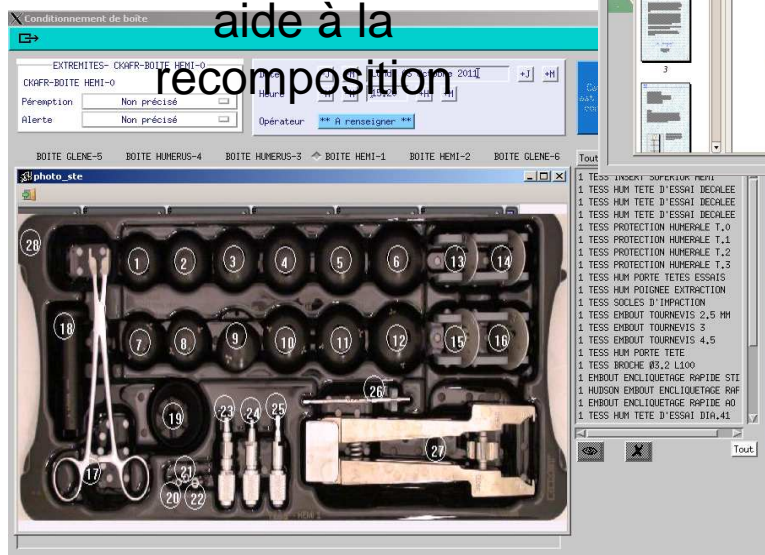 aide à la
recomposition
Conditionnement de boîte
EXTREMITES- CKAFR-BOITE HEMI-0
CKAFR-BOITE HEMI-0
Péremption Non précisé
Alerte Non précisé
2011 +J +M
Heure
Opérateur ** A renseigner **
3
BOITE GLENE-5 BOITE HUMERUS-4 BOITE HUMERUS-3 BOITE HEMI-1 BOITE HEMI-2 BOITE GLENE-6 Tout
photo_ste
1 TESS INSERT SUPERIOR HEMI
1 TESS HUM TETE D'ESSAI DECALEE
1 TESS HUM TETE D'ESSAI DECALEE
1 TESS HUM TETE D'ESSAI DECALEE
1 TESS PROTECTION HUMERALE T.0
1 TESS PROTECTION HUMERALE T.1
1 TESS PROTECTION HUMERALE T.2
1 TESS PROTECTION HUMERALE T.3
1 TESS HUM PORTE TETES ESSAIS
1 TESS HUM POIGNEE EXTRACTION
1 TESS SOCLES D'IMPACTION
1 TESS EMBOUT TOURNEVIS 2.5 MM
1 TESS EMBOUT TOURNEVIS 3
1 TESS EMBOUT TOURNEVIS 4.5
1 TESS HUM PORTE TETE
1 TESS BROCHE Ø3.2 L100
1 EMBOUT ENCLIQUETAGE RAPIDE STI
1 HUDSON EMBOUT ENCLIQUETAGE RAP
1 EMBOUT ENCLIQUETAGE RAPIDE AO
1 TESS HUM TETE D'ESSAI DIA.41
Tout
28 1 2 3 4 5 6 13 14
18 7 8 9 10 11 12 15 16
19 23 24 25 26
17 20 21 22 27